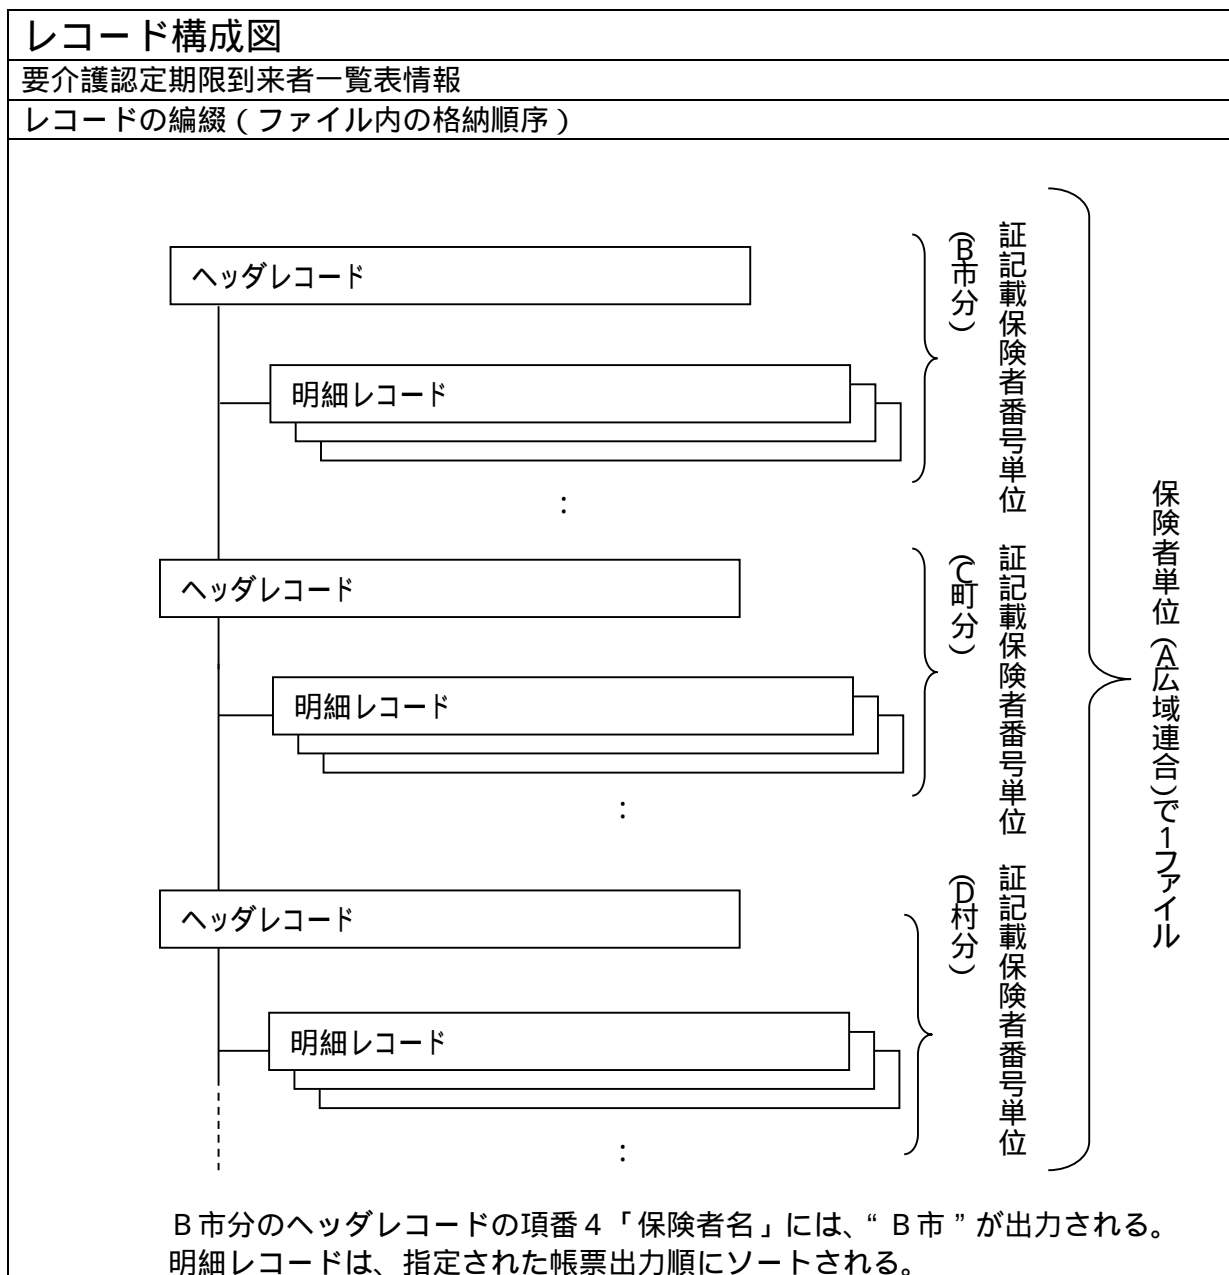 レコード構成図
要介護認定期限到来者一覧表情報
レコードの編綴(ファイル内の格納順序)
ヘッダレコード
明細レコード
:
証記載保険者番号単位
(B市分)
ヘッダレコード
明細レコード
:
証記載保険者番号単位
(C町分)
ヘッダレコード
明細レコード
:
証記載保険者番号単位
(D村分)
保険者単位(A広域連合)で1ファイル
B市分のヘッダレコードの項番4「保険者名」には、“B市”が出力される。
明細レコードは、指定された帳票出力順にソートされる。